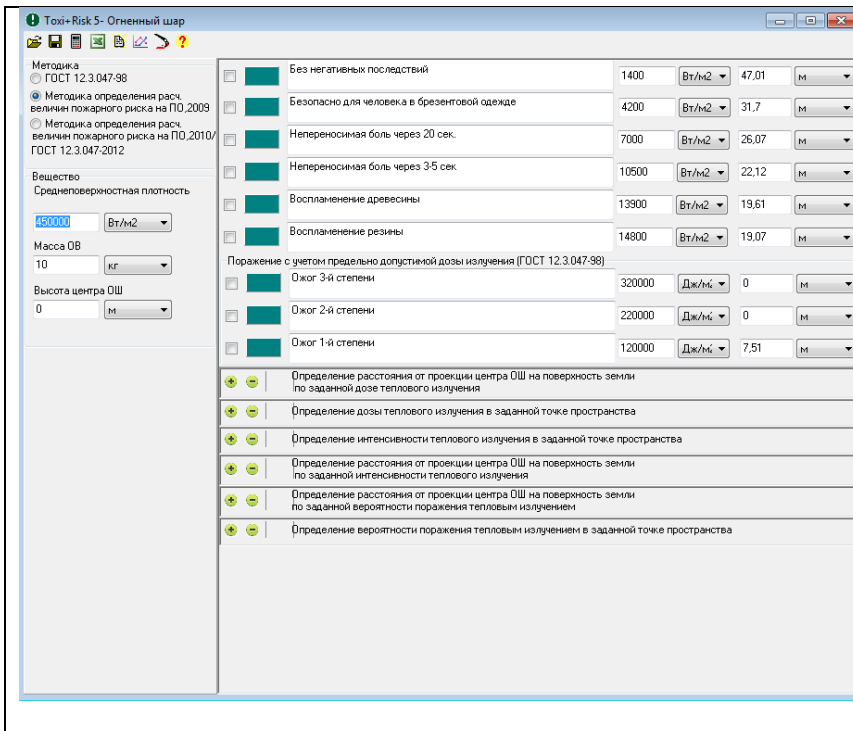 Toxi+Risk 5- Огненный шар
Методика
ГОСТ 12.3.047-98
Методика определения расч.
величин пожарного риска на ПО,2009
Методика определения расч.
величин пожарного риска на ПО,2010/
ГОСТ 12.3.047-2012
Вещество
Среднеповерхностная плотность
450000 Вт/м2
Масса ОВ
10 кг
Высота центра ОШ
0 м
Без негативных последствий 1400 Вт/м2 47,01 м
Безопасно для человека в брезентовой одежде 4200 Вт/м2 31,7 м
Непереносимая боль через 20 сек. 7000 Вт/м2 26,07 м
Непереносимая боль через 3-5 сек 10500 Вт/м2 22,12 м
Воспламенение древесины 13900 Вт/м2 19,61 м
Воспламенение резины 14800 Вт/м2 19,07 м
Поражение с учетом предельно допустимой дозы излучения (ГОСТ 12.3.047-98)
Ожог 3-й степени 320000 Дж/м2 0 м
Ожог 2-й степени 220000 Дж/м2 0 м
Ожог 1-й степени 120000 Дж/м2 7,51 м
Определение расстояния от проекции центра ОШ на поверхность земли
по заданной дозе теплового излучения
Определение дозы теплового излучения в заданной точке пространства
Определение интенсивности теплового излучения в заданной точке пространства
Определение расстояния от проекции центра ОШ на поверхность земли
по заданной интенсивности теплового излучения
Определение расстояния от проекции центра ОШ на поверхность земли
по заданной вероятности поражения тепловым излучением
Определение вероятности поражения тепловым излучением в заданной точке пространства